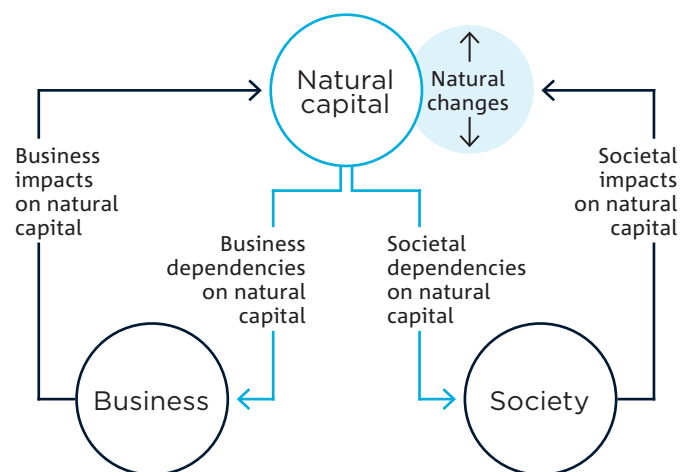 Natural
capital
Natural
changes
Business
impacts
on natural
capital
Societal
impacts
on natural
capital
Business
dependencies
on natural
capital
Societal
dependencies
on natural
capital
Business
Society